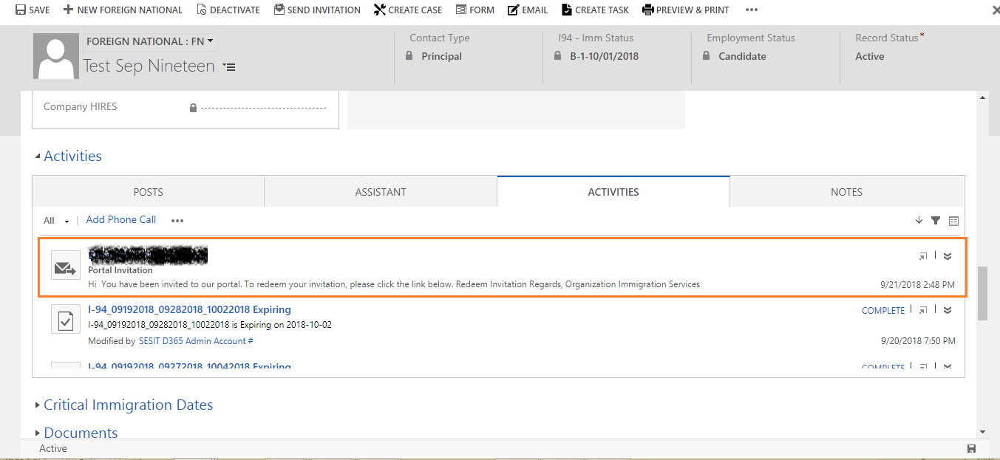 SAVE NEW FOREIGN NATIONAL DEACTIVATE SEND INVITATION CREATE CASE FORM EMAIL CREATE TASK PREVIEW & PRINT •••
FOREIGN NATIONAL : FN
Test Sep Nineteen
Contact Type
Principal
I94 - Imm Status
B-1-10/01/2018
Employment Status
Candidate
Record Status*
Active
Company HIRES
Activities
POSTS ASSISTANT ACTIVITIES NOTES
All | Add Phone Call •••
Portal Invitation
Hi You have been invited to our portal. To redeem your invitation, please click the link below. Redeem Invitation Regards, Organization Immigration Services 9/21/2018 2:48 PM
I-94_09192018_09282018_10022018 Expiring COMPLETE
I-94_09192018_09282018_10022018 is Expiring on 2018-10-02
Modified by SESIT D365 Admin Account # 9/20/2018 7:50 PM
I-94_09192018_09272018_10042018 Expiring COMPLETE
Critical Immigration Dates
Documents
Active